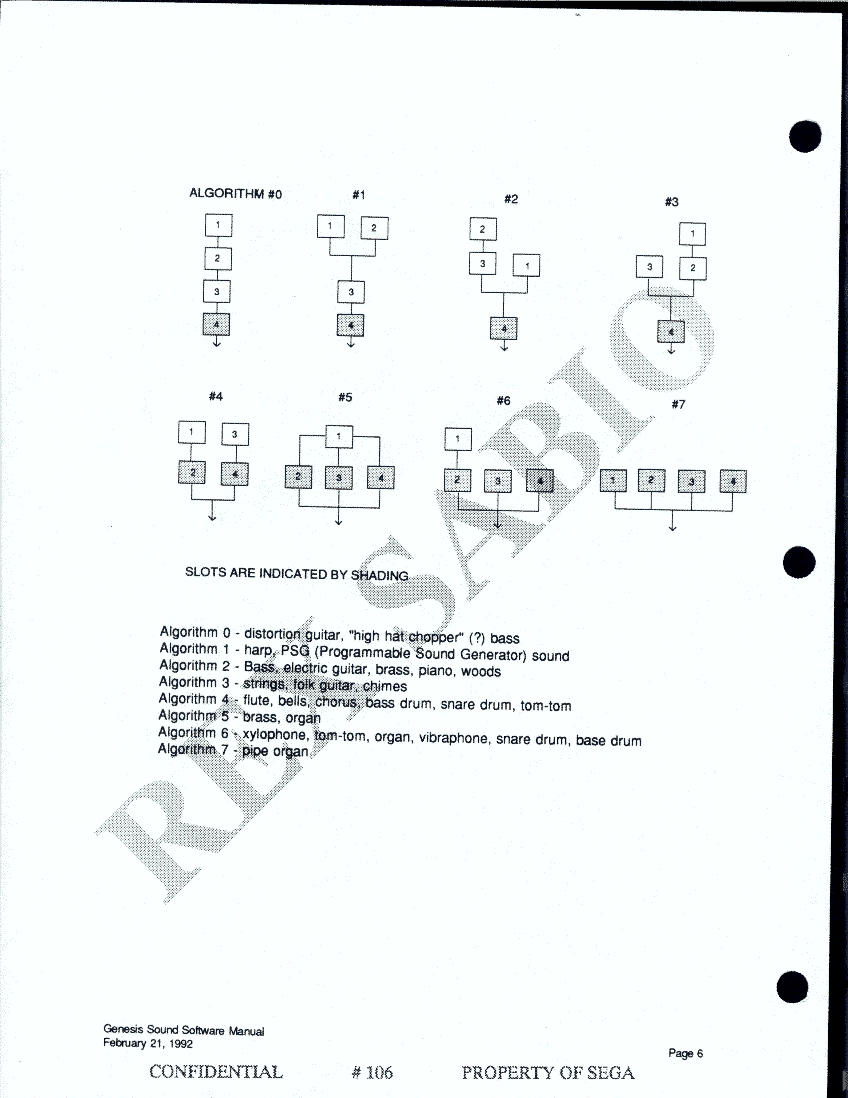 ALGORITHM #0 #1 #2 #3
1 1 2 2 1
2 3 1 3 2
3 3
4 4 4 4
#4 #5 #6 #7
1 3 1 1
2 4 2 3 4 2 3 4 1 2 3 4
SLOTS ARE INDICATED BY SHADING
Algorithm 0 - distortion guitar, "high hat chopper" (?) bass
Algorithm 1 - harp, PSG (Programmable Sound Generator) sound
Algorithm 2 - Bass, electric guitar, brass, piano, woods
Algorithm 3 - strings, folk guitar, chimes
Algorithm 4 - flute, bells, chorus, bass drum, snare drum, tom-tom
Algorithm 5 - brass, organ
Algorithm 6 - xylophone, tom-tom, organ, vibraphone, snare drum, base drum
Algorithm 7 - pipe organ
REX SABIO
Genesis Sound Software Manual
February 21, 1992
Page 6
CONFIDENTIAL # 106 PROPERTY OF SEGA